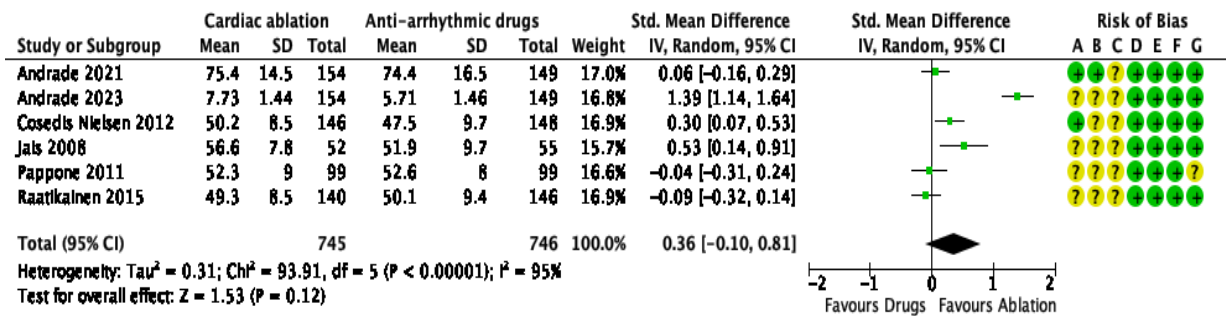 Cardiac ablation Anti-arrhythmic drugs Std. Mean Difference Std. Mean Difference Risk of Bias
Study or Subgroup Mean SD Total Mean SD Total Weight IV, Random, 95% CI IV, Random, 95% CI A B C D E F G
Andrade 2021 75.4 14.5 154 74.4 16.5 149 17.0% 0.06 [-0.16, 0.29] + + ? + + + +
Andrade 2023 7.73 1.44 154 5.71 1.46 149 16.8% 1.39 [1.14, 1.64] ? ? ? + + + +
Cosedis Nielsen 2012 50.2 8.5 146 47.5 9.7 148 16.9% 0.30 [0.07, 0.53] + ? ? + + + +
Jais 2008 56.6 7.8 52 51.9 9.7 55 15.7% 0.53 [0.14, 0.91] ? ? ? + + + +
Pappone 2011 52.3 9 99 52.6 8 99 16.6% -0.04 [-0.31, 0.24] ? ? ? + + + ?
Raatikainen 2015 49.3 8.5 140 50.1 9.4 146 16.9% -0.09 [-0.32, 0.14] ? ? ? + + + +
Total (95% CI) 745 746 100.0% 0.36 [-0.10, 0.81]
Heterogeneity: Tau² = 0.31; Chi² = 93.91, df = 5 (P < 0.00001); I² = 95%
Test for overall effect: Z = 1.53 (P = 0.12)
-2 -1 0 1 2
Favours Drugs Favours Ablation